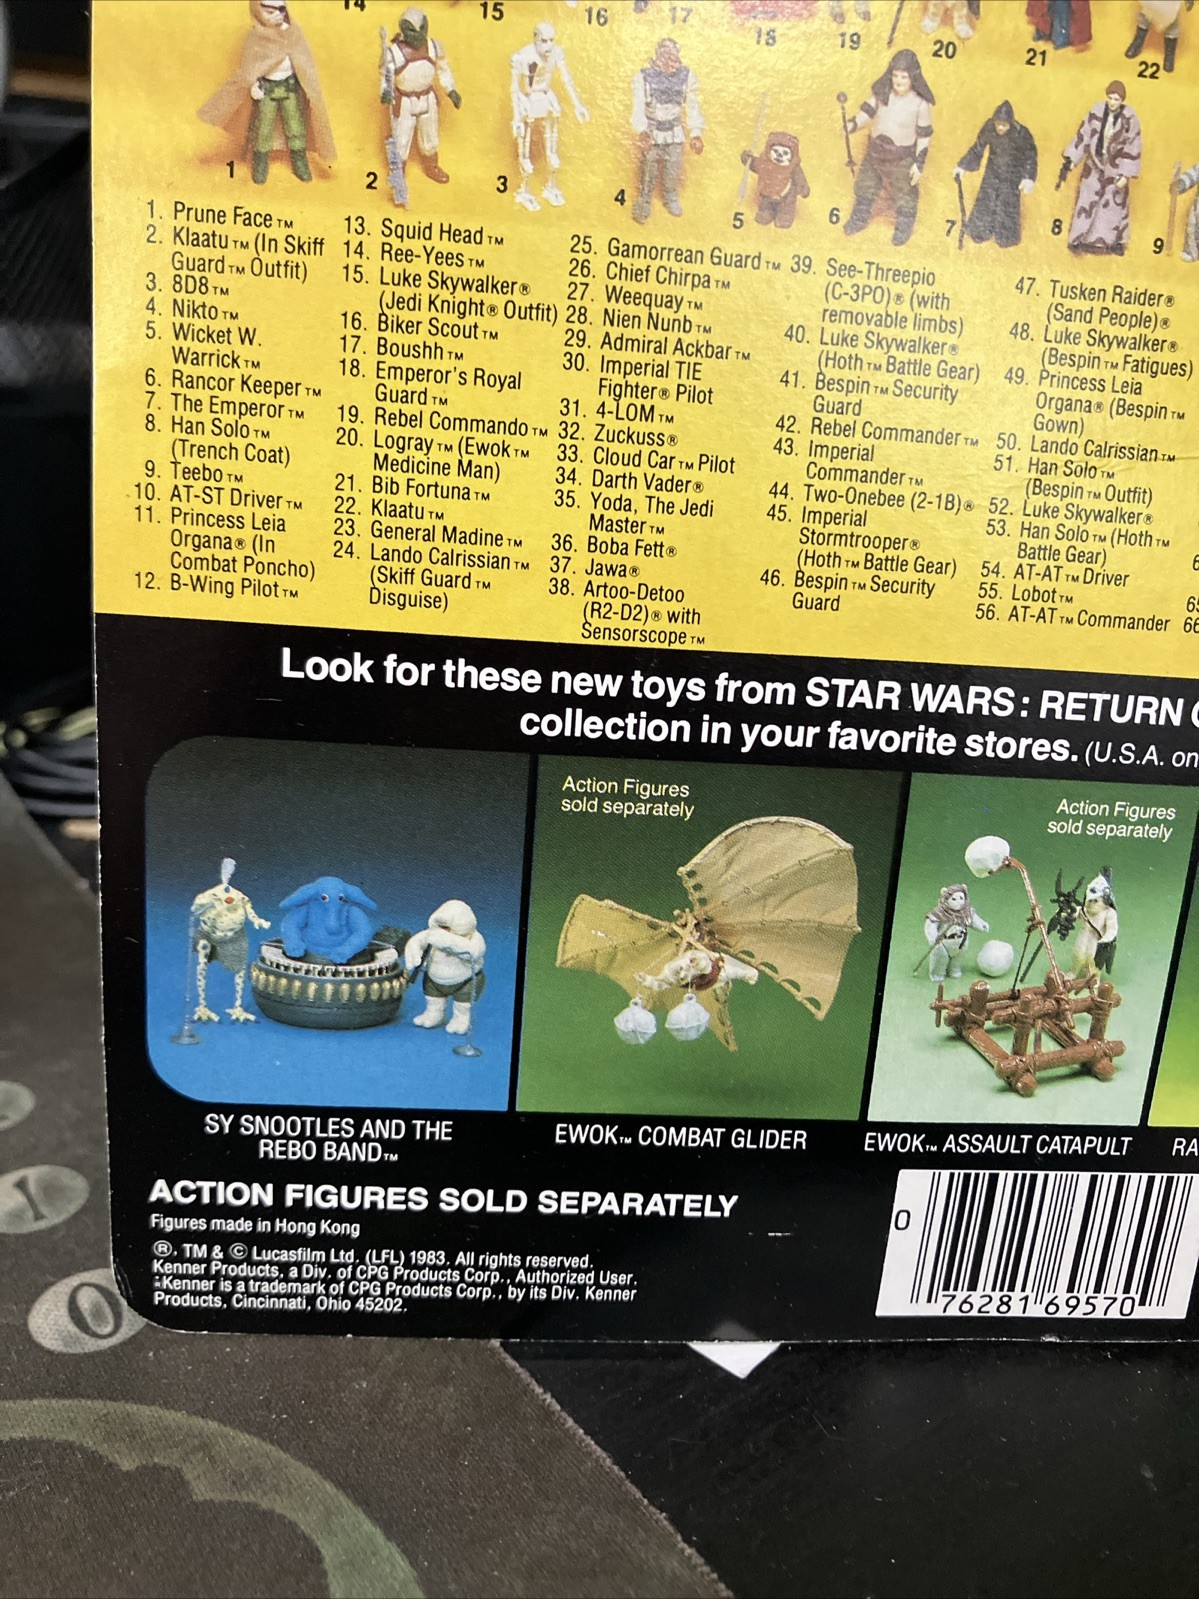 14
15
16
17
18
19
20
21
22
1
2
3
4
5
6
7
8
9
1. Prune Face™
2. Klaatu™ (In Skiff
Guard™ Outfit)
3. 8D8™
4. Nikto™
5. Wicket W.
Warrick™
6. Rancor Keeper™
7. The Emperor™
8. Han Solo™
(Trench Coat)
9. Teebo™
10. AT-ST Driver™
11. Princess Leia
Organa® (In
Combat Poncho)
12. B-Wing Pilot™
13. Squid Head™
14. Ree-Yees™
15. Luke Skywalker®
(Jedi Knight® Outfit)
16. Biker Scout™
17. Boushh™
18. Emperor's Royal
Guard™
19. Rebel Commando™
20. Logray™ (Ewok™
Medicine Man)
21. Bib Fortuna™
22. Klaatu™
23. General Madine™
24. Lando Calrissian™
(Skiff Guard™
Disguise)
25. Gamorrean Guard™
26. Chief Chirpa™
27. Weequay™
28. Nien Nunb™
29. Admiral Ackbar™
30. Imperial TIE
Fighter® Pilot
31. 4-LOM™
32. Zuckuss®
33. Cloud Car™ Pilot
34. Darth Vader®
35. Yoda, The Jedi
Master™
36. Boba Fett®
37. Jawa®
38. Artoo-Detoo
(R2-D2)® with
Sensorscope™
39. See-Threepio
(C-3PO)® (with
removable limbs)
40. Luke Skywalker®
(Hoth™ Battle Gear)
41. Bespin™ Security
Guard
42. Rebel Commander™
43. Imperial
Commander™
44. Two-Onebee (2-1B)®
45. Imperial
Stormtrooper®
(Hoth™ Battle Gear)
46. Bespin™ Security
Guard
47. Tusken Raider®
(Sand People)®
48. Luke Skywalker®
(Bespin™ Fatigues)
49. Princess Leia
Organa® (Bespin™
Gown)
50. Lando Calrissian™
51. Han Solo™
(Bespin™ Outfit)
52. Luke Skywalker®
53. Han Solo™ (Hoth™
Battle Gear)
54. AT-AT™ Driver
55. Lobot™
56. AT-AT™ Commander
66
Look for these new toys from STAR WARS: RETURN
collection in your favorite stores. (U.S.A. on
Action Figures
sold separately
Action Figures
sold separately
SY SNOOTLES AND THE
REBO BAND™
EWOK™ COMBAT GLIDER
EWOK™ ASSAULT CATAPULT
RA
ACTION FIGURES SOLD SEPARATELY
Figures made in Hong Kong
®, TM & © Lucasfilm Ltd. (LFL) 1983. All rights reserved.
Kenner Products, a Div. of CPG Products Corp., Authorized User.
*Kenner is a trademark of CPG Products Corp., by its Div. Kenner
Products, Cincinnati, Ohio 45202.
0
76281 69570
1
0